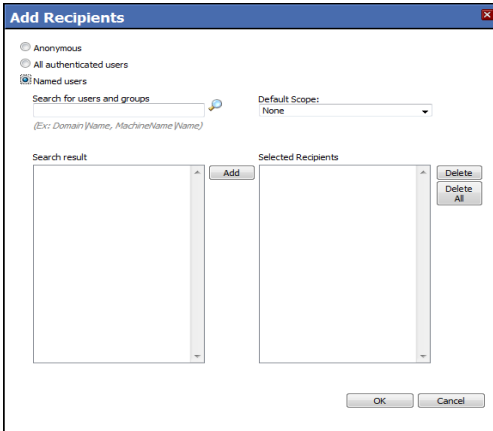 Add Recipients
Anonymous
All authenticated users
Named users
Search for users and groups
Default Scope:
None
(Ex: Domain\Name, MachineName\Name)
Search result
Selected Recipients
Add
Delete
Delete
All
OK
Cancel